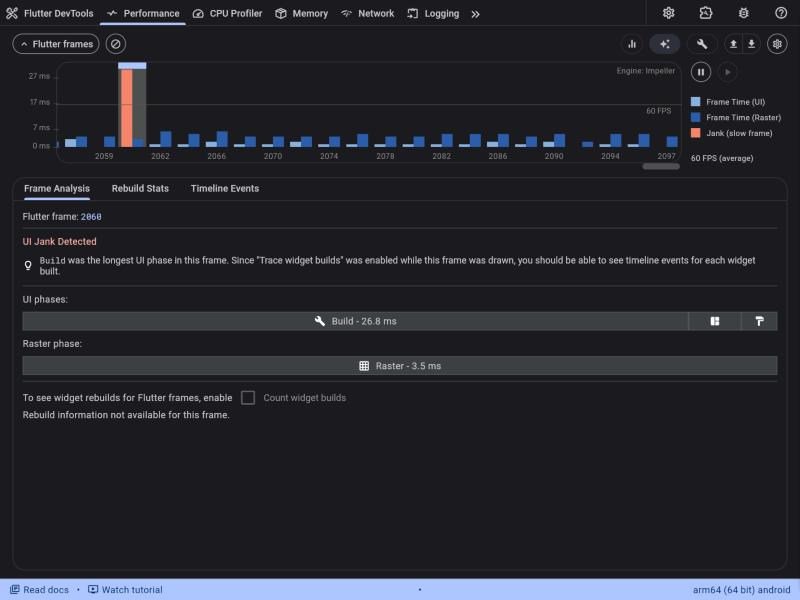 Flutter DevTools Performance CPU Profiler Memory Network Logging
Flutter frames
27 ms
17 ms
7 ms
0 ms
Engine: Impeller
60 FPS
2059 2062 2066 2070 2074 2078 2082 2086 2090 2094 2097
Frame Time (UI)
Frame Time (Raster)
Jank (slow frame)
60 FPS (average)
Frame Analysis Rebuild Stats Timeline Events
Flutter frame: 2060
UI Jank Detected
Build was the longest UI phase in this frame. Since "Trace widget builds" was enabled while this frame was drawn, you should be able to see timeline events for each widget
built.
UI phases:
Build - 26.8 ms
Raster phase:
Raster - 3.5 ms
To see widget rebuilds for Flutter frames, enable Count widget builds
Rebuild information not available for this frame.
Read docs • Watch tutorial • arm64 (64 bit) android